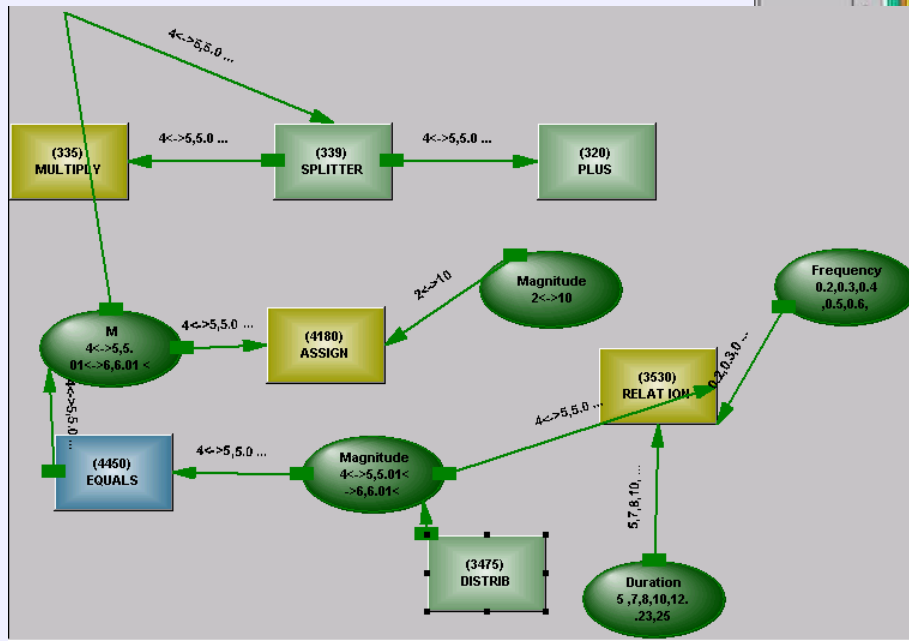 4<->5,5.0 ...
(335)
MULTIPLY
4<->5,5.0 ...
(339)
SPLITTER
4<->5,5.0 ...
(320)
PLUS
M
4<->5,5.
01<->6,6.01 <
4<->5,5.0 ...
(4180)
ASSIGN
2<->10
Magnitude
2<->10
Frequency
0.2,0.3,0.4
,0.5,0.6,
0.2,0.3,0 ...
(3530)
RELAT ION
4<->5,5.0 ...
4<->5,5.0 ...
(4450)
EQUALS
4<->5,5.0 ...
Magnitude
4<->5,5.01<
->6,6.01<
5,7,8,10, ...
(3475)
DISTRIB
Duration
5 ,7,8,10,12.
.23,25